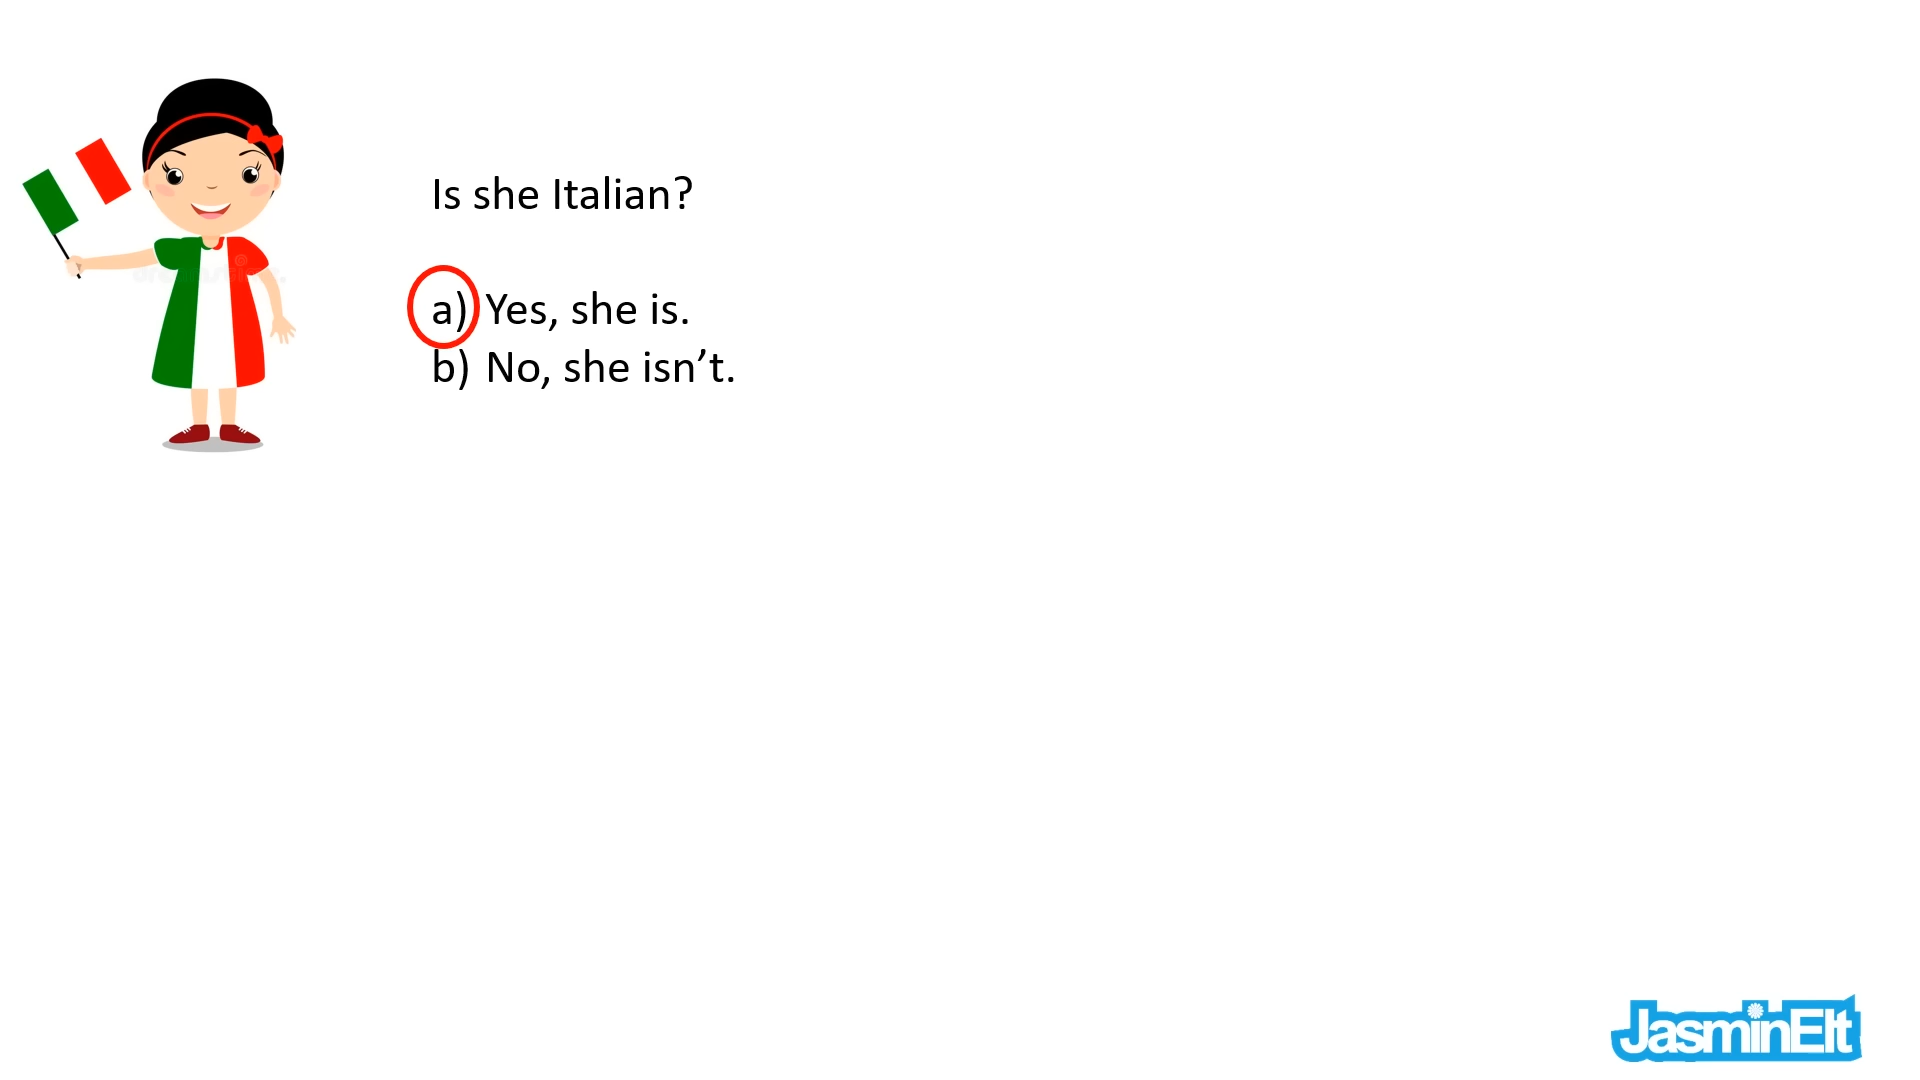 Is she Italian?
a) Yes, she is.
b) No, she isn’t.
JasminElt